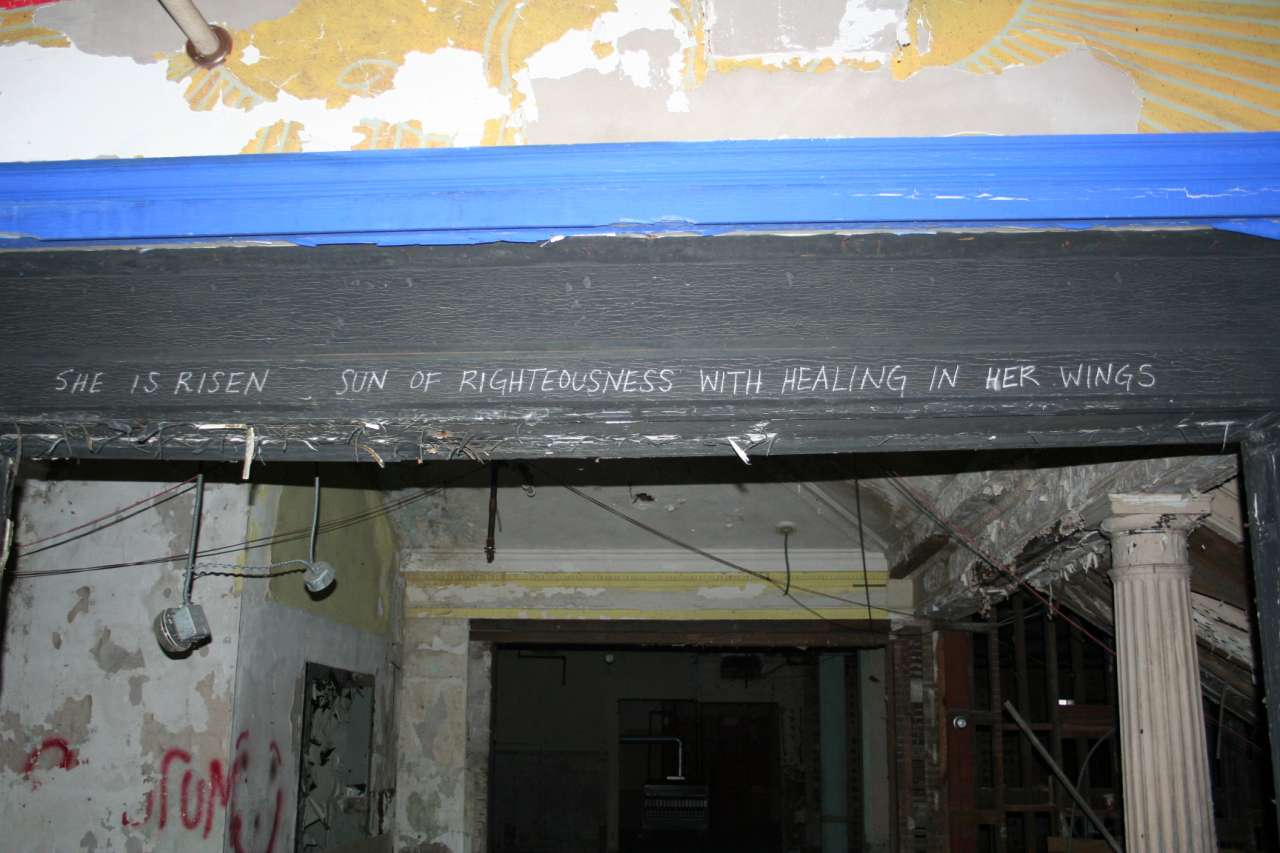 SHE IS RISEN SUN OF RIGHTEOUSNESS WITH HEALING IN HER WINGS